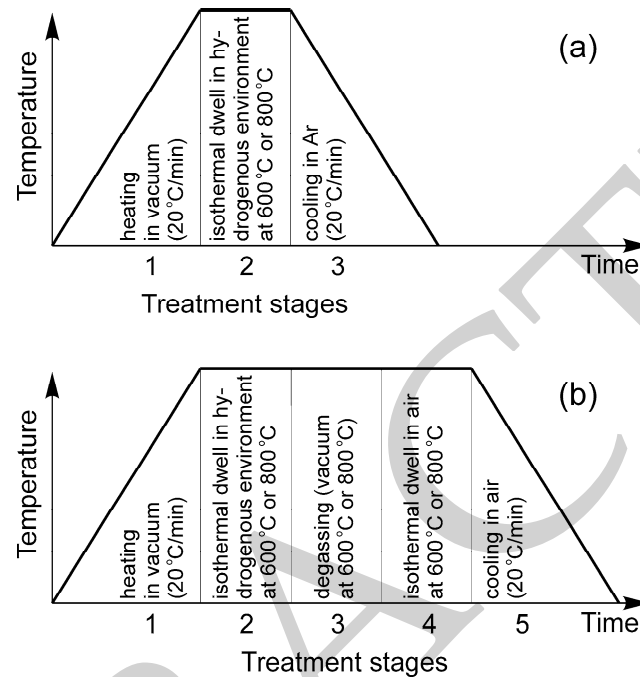 (a)
Temperature
heating
in vacuum
(20°C/min)
isothermal dwell in hy-
drogenous environment
at 600°C or 800°C
cooling in Ar
(20°C/min)
1 2 3
Time
Treatment stages
(b)
Temperature
heating
in vacuum
(20°C/min)
isothermal dwell in hy-
drogenous environment
at 600°C or 800°C
degassing (vacuum
at 600°C or 800°C)
isothermal dwell in air
at 600°C or 800°C
cooling in air
(20°C/min)
1 2 3 4 5
Time
Treatment stages
ACT